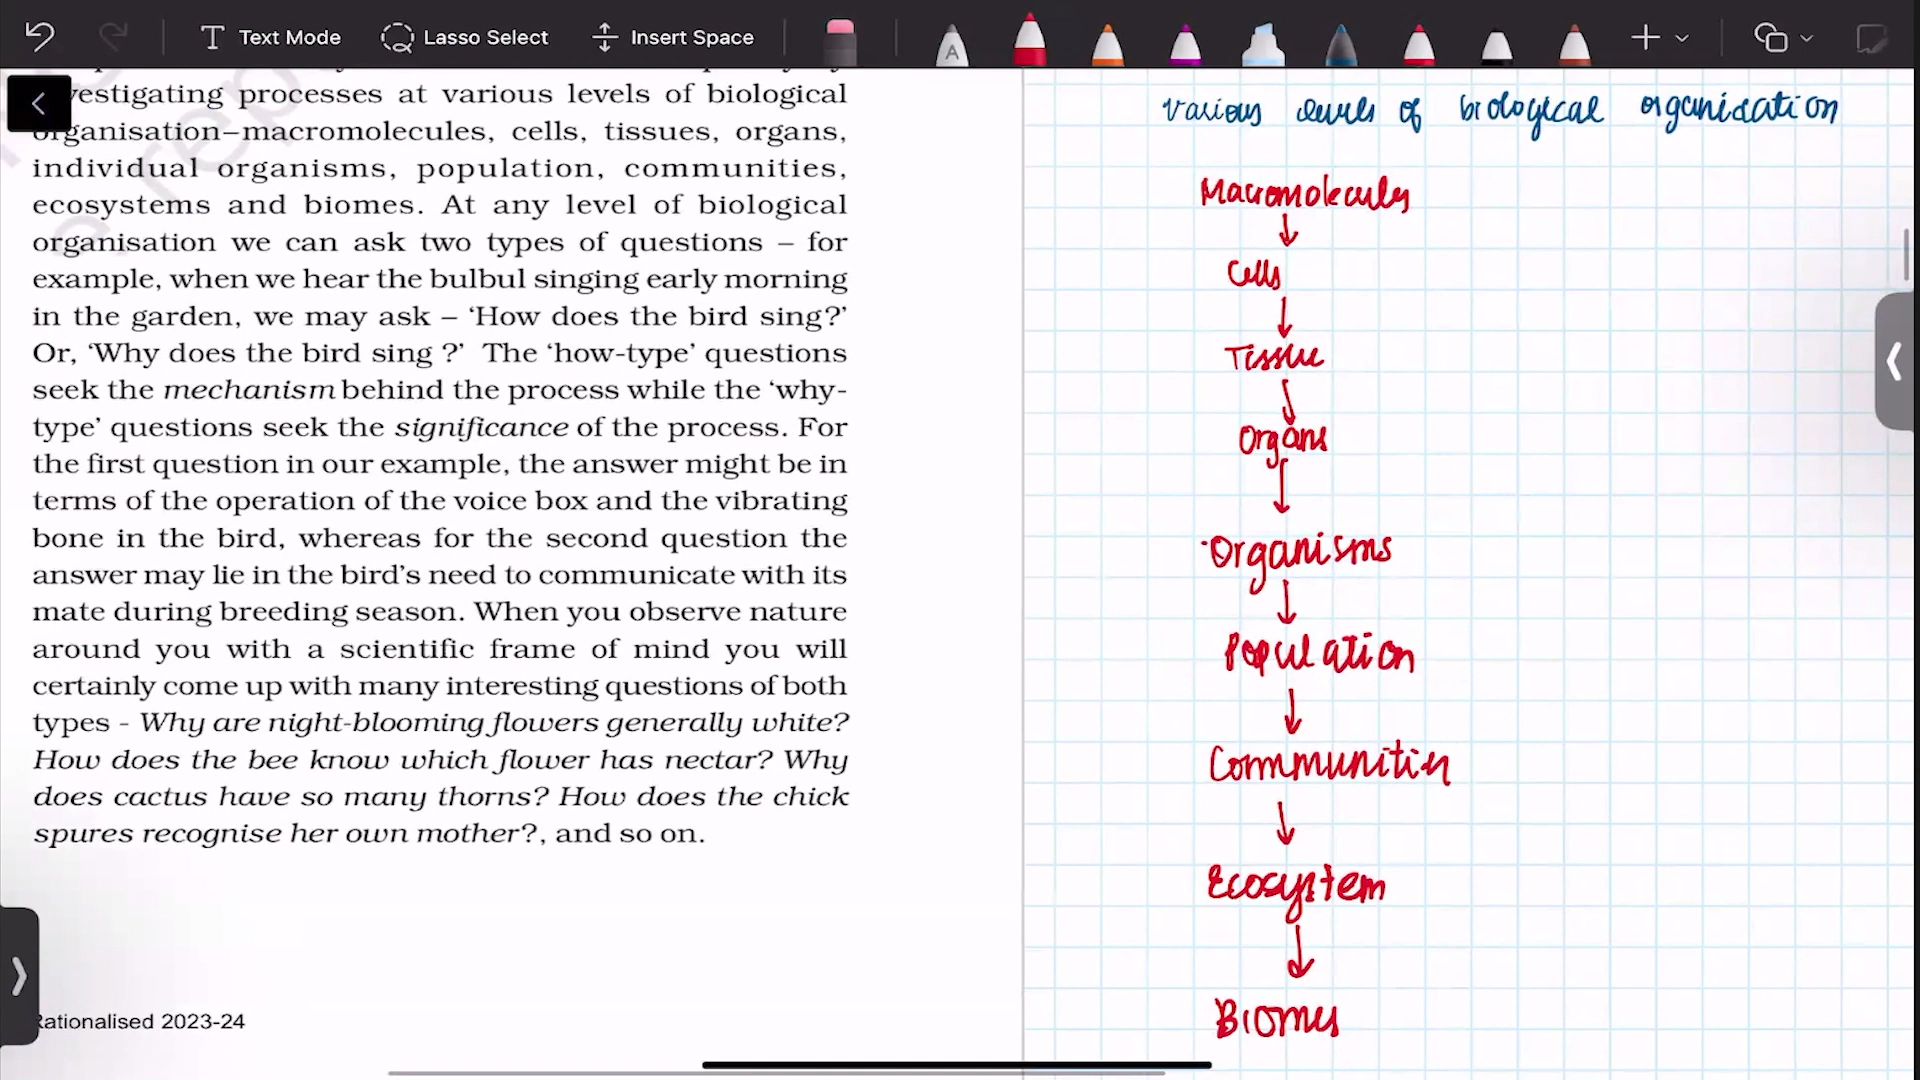 Text Mode
Lasso Select
Insert Space
A
vestigating processes at various levels of biological
organisation–macromolecules, cells, tissues, organs,
individual organisms, population, communities,
ecosystems and biomes. At any level of biological
organisation we can ask two types of questions – for
example, when we hear the bulbul singing early morning
in the garden, we may ask – ‘How does the bird sing?’
Or, ‘Why does the bird sing ?’ The ‘how-type’ questions
seek the mechanism behind the process while the ‘why-
type’ questions seek the significance of the process. For
the first question in our example, the answer might be in
terms of the operation of the voice box and the vibrating
bone in the bird, whereas for the second question the
answer may lie in the bird’s need to communicate with its
mate during breeding season. When you observe nature
around you with a scientific frame of mind you will
certainly come up with many interesting questions of both
types - Why are night-blooming flowers generally white?
How does the bee know which flower has nectar? Why
does cactus have so many thorns? How does the chick
spures recognise her own mother?, and so on.
Rationalised 2023-24
various levels of biological organisation
Macromolecules
Cells
Tissue
Organs
Organisms
Population
Communities
Ecosystem
Biomes